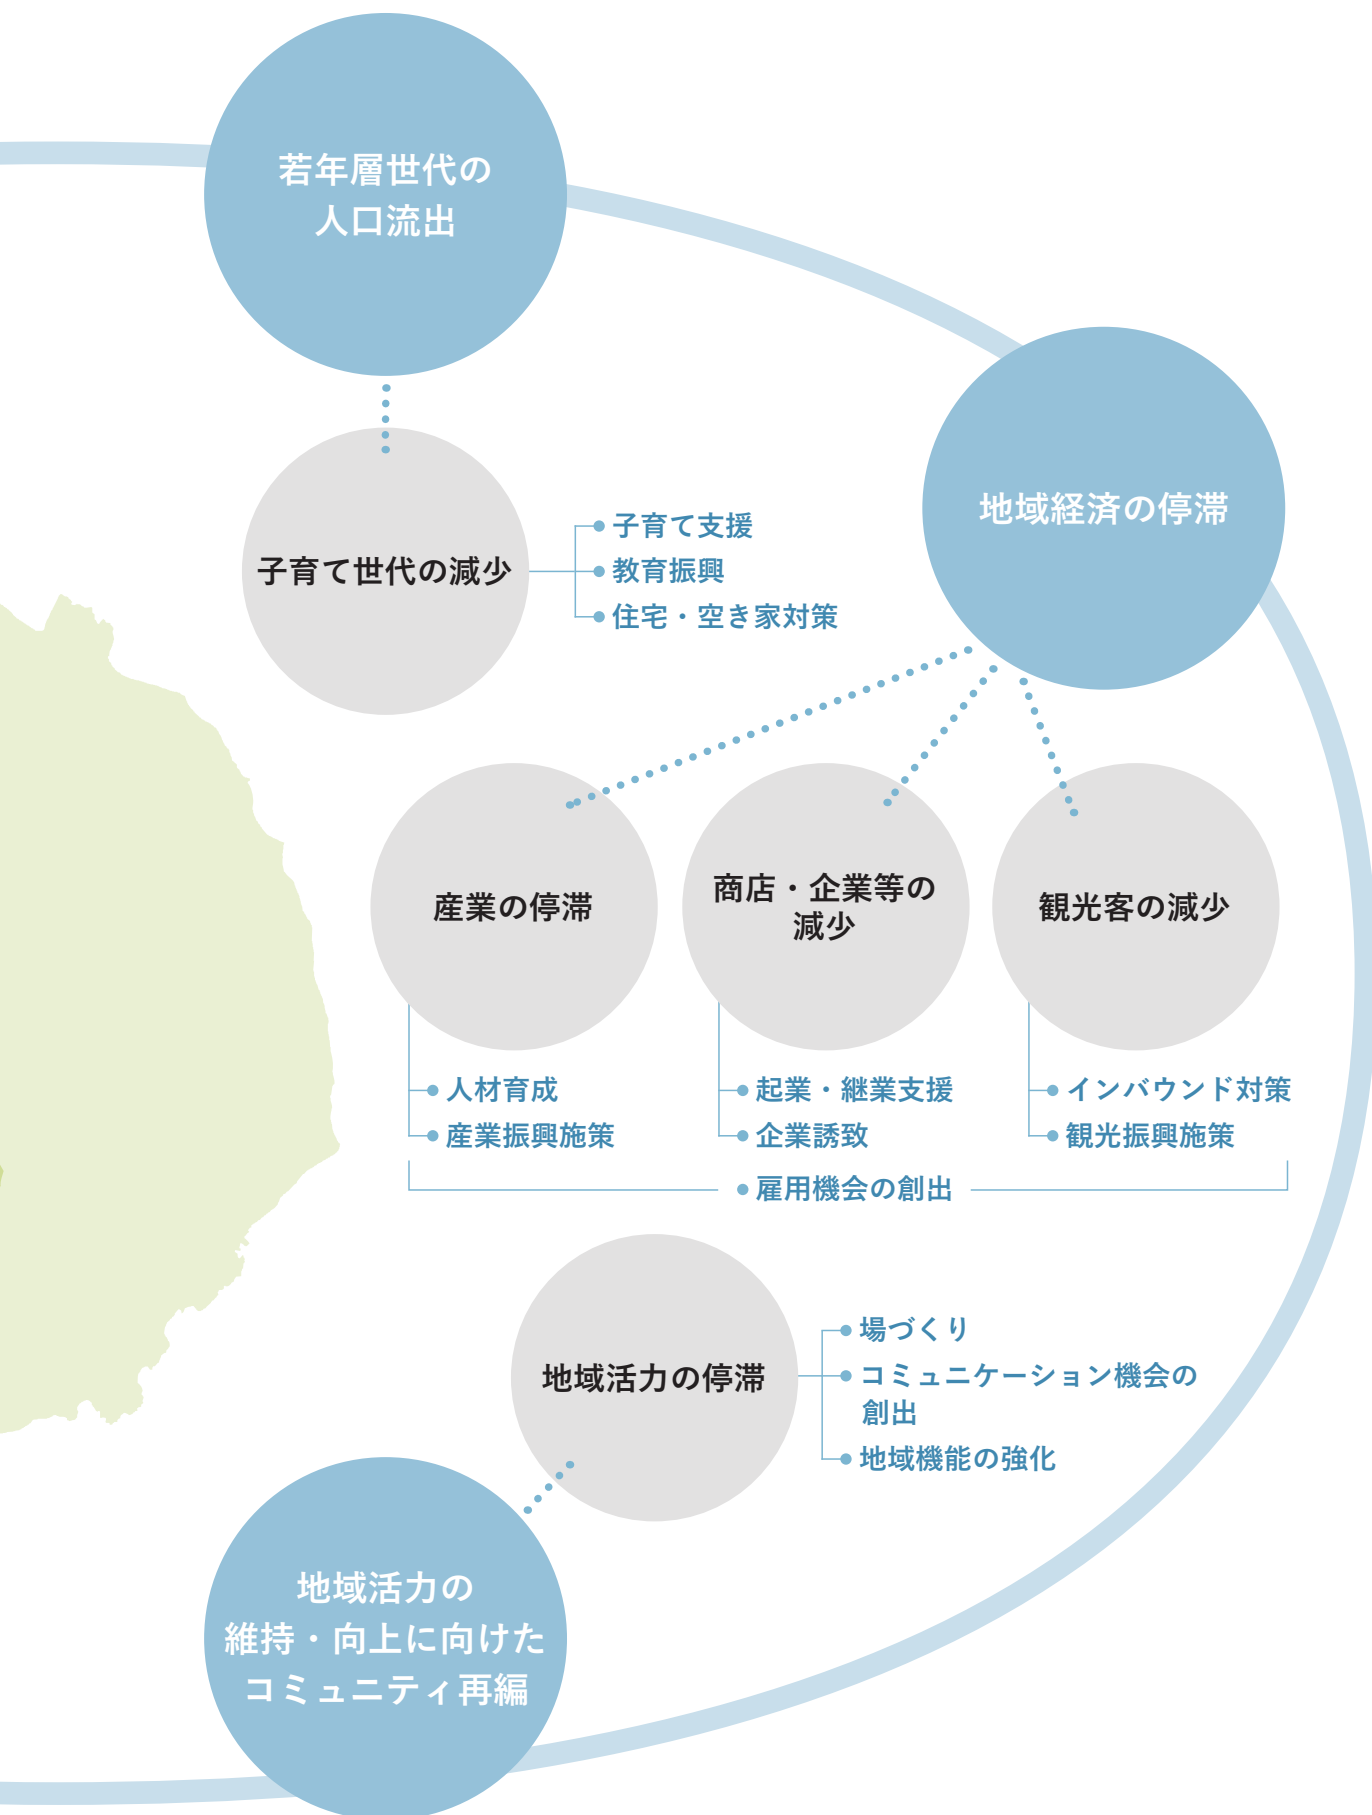 若年層世代の
人口流出
子育て世代の減少
子育て支援
教育振興
住宅・空き家対策
地域経済の停滞
産業の停滞
人材育成
産業振興施策
商店・企業等の
減少
起業・継業支援
企業誘致
観光客の減少
インバウンド対策
観光振興施策
雇用機会の創出
地域活力の停滞
場づくり
コミュニケーション機会の
創出
地域機能の強化
地域活力の
維持・向上に向けた
コミュニティ再編